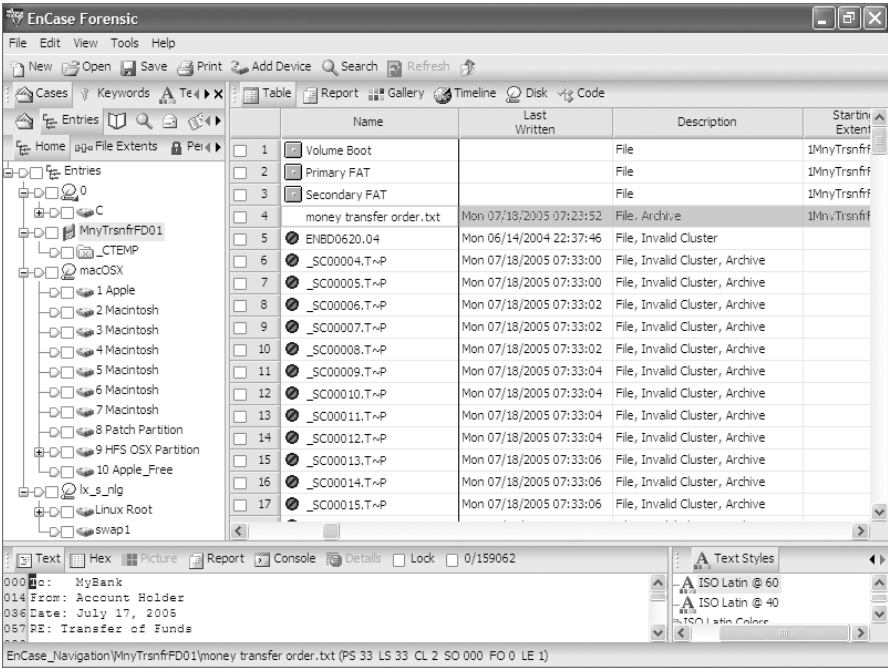 EnCase Forensic
File Edit View Tools Help
New Open Save Print Add Device Search Refresh
Cases Keywords Te
Table Report Gallery Timeline Disk Code
Entries
Home File Extents Per
Name Last Written Description Starting Extent
Entries
0
C
MnyTrsnfrFD01
_CTEMP
macOSX
1 Apple
2 Macintosh
3 Macintosh
4 Macintosh
5 Macintosh
6 Macintosh
7 Macintosh
8 Patch Partition
9 HFS OSX Partition
10 Apple_Free
lx_s_nlg
Linux Root
swap1
1 Volume Boot File 1MnyTrsnfrF
2 Primary FAT File 1MnyTrsnfrF
3 Secondary FAT File 1MnyTrsnfrF
4 money transfer order.txt Mon 07/18/2005 07:23:52 File, Archive 1MnyTrsnfrF
5 ENBD0620.04 Mon 06/14/2004 22:37:46 File, Invalid Cluster
6 _SC00004.T~P Mon 07/18/2005 07:33:00 File, Invalid Cluster, Archive
7 _SC00005.T~P Mon 07/18/2005 07:33:00 File, Invalid Cluster, Archive
8 _SC00006.T~P Mon 07/18/2005 07:33:02 File, Invalid Cluster, Archive
9 _SC00007.T~P Mon 07/18/2005 07:33:02 File, Invalid Cluster, Archive
10 _SC00008.T~P Mon 07/18/2005 07:33:02 File, Invalid Cluster, Archive
11 _SC00009.T~P Mon 07/18/2005 07:33:04 File, Invalid Cluster, Archive
12 _SC00010.T~P Mon 07/18/2005 07:33:04 File, Invalid Cluster, Archive
13 _SC00011.T~P Mon 07/18/2005 07:33:04 File, Invalid Cluster, Archive
14 _SC00012.T~P Mon 07/18/2005 07:33:04 File, Invalid Cluster, Archive
15 _SC00013.T~P Mon 07/18/2005 07:33:06 File, Invalid Cluster, Archive
16 _SC00014.T~P Mon 07/18/2005 07:33:06 File, Invalid Cluster, Archive
17 _SC00015.T~P Mon 07/18/2005 07:33:06 File, Invalid Cluster, Archive
Text Hex Picture Report Console Details Lock 0/159062
Text Styles
000 To: MyBank
014 From: Account Holder
036 Date: July 17, 2005
057 RE: Transfer of Funds
ISO Latin @ 60
ISO Latin @ 40
ISO Latin Colors
EnCase_Navigation\MnyTrsnfrFD01\money transfer order.txt (PS 33 LS 33 CL 2 SO 000 FO 0 LE 1)